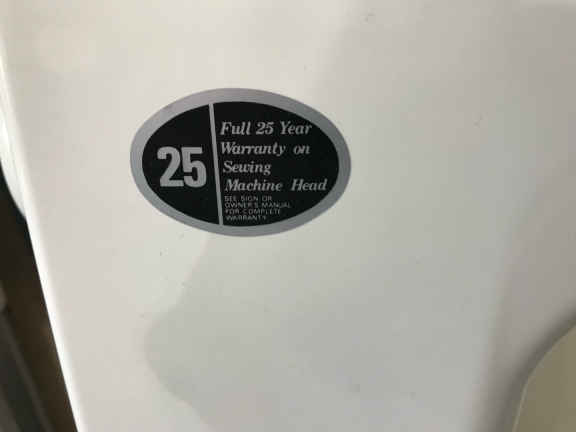 25
Full 25 Year
Warranty on
Sewing
Machine Head
SEE SIGN OR
OWNER'S MANUAL
FOR COMPLETE
WARRANTY